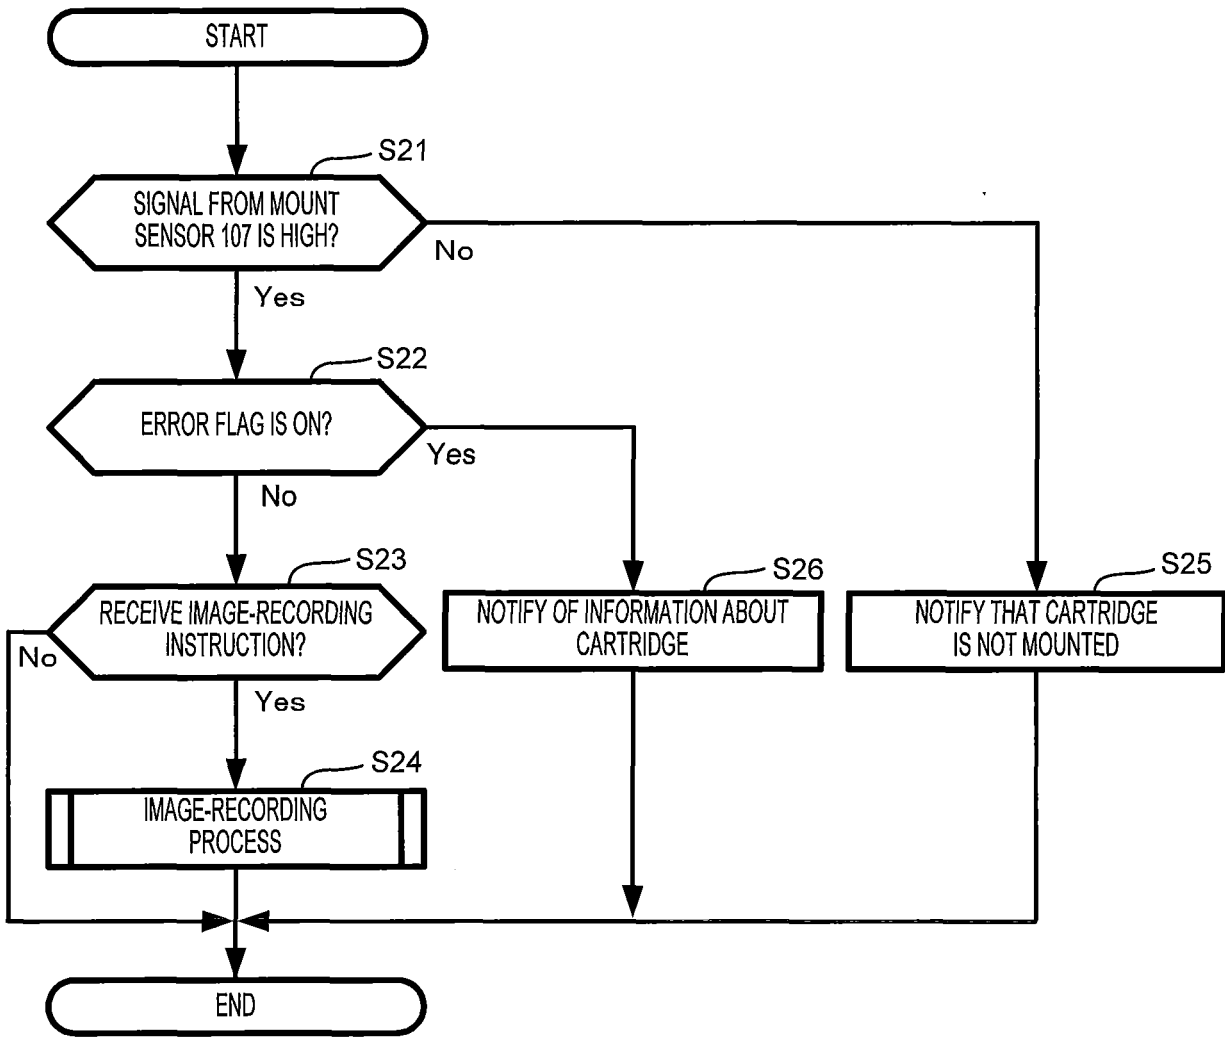 START
S21
SIGNAL FROM MOUNT
SENSOR 107 IS HIGH?
No
Yes
S22
ERROR FLAG IS ON?
Yes
No
S23
RECEIVE IMAGE-RECORDING
INSTRUCTION?
No
Yes
S26
NOTIFY OF INFORMATION ABOUT
CARTRIDGE
S25
NOTIFY THAT CARTRIDGE
IS NOT MOUNTED
S24
IMAGE-RECORDING
PROCESS
END